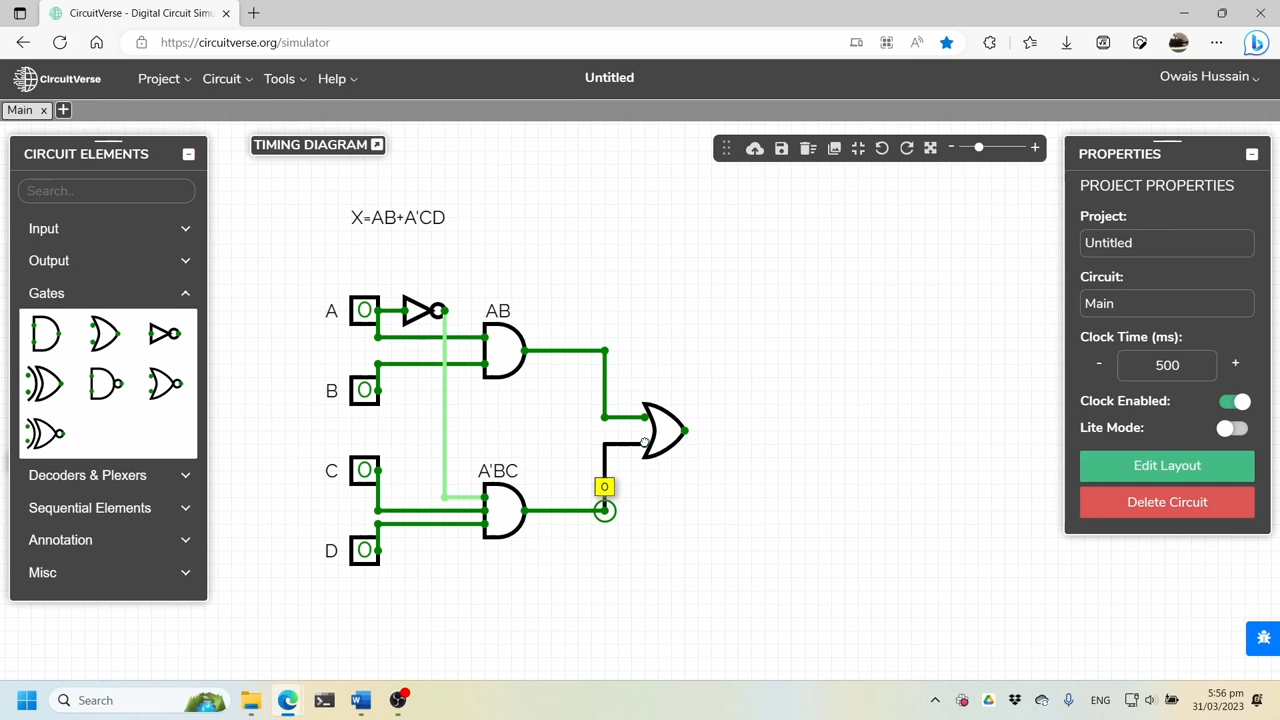 CircuitVerse - Digital Circuit Simu
https://circuitverse.org/simulator
CircuitVerse
Project
Circuit
Tools
Help
Untitled
Owais Hussain
Main x
CIRCUIT ELEMENTS
Search..
Input
Output
Gates
Decoders & Plexers
Sequential Elements
Annotation
Misc
TIMING DIAGRAM
X=AB+A'CD
A
0
AB
B
0
C
0
A'BC
0
D
0
PROPERTIES
PROJECT PROPERTIES
Project:
Untitled
Circuit:
Main
Clock Time (ms):
- 500 +
Clock Enabled:
Lite Mode:
Edit Layout
Delete Circuit
Search
ENG
5:56 pm
31/03/2023